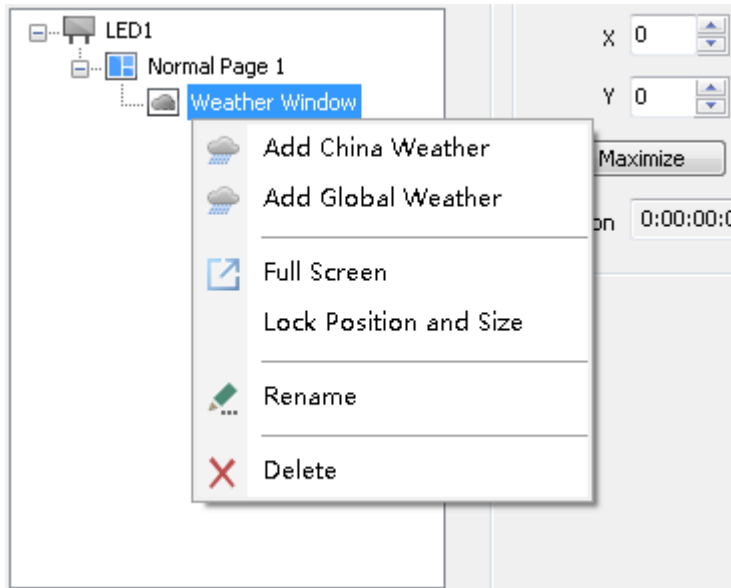 LED1
Normal Page 1
Weather Window
X 0
Y 0
Maximize
on 0:00:00:0
Add China Weather
Add Global Weather
Full Screen
Lock Position and Size
Rename
Delete